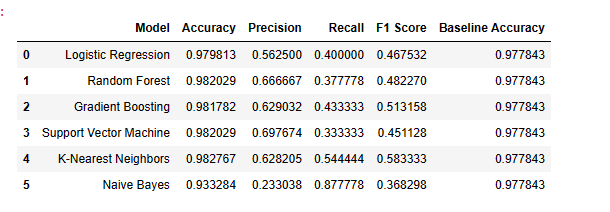 :
Model Accuracy Precision Recall F1 Score Baseline Accuracy
0 Logistic Regression 0.979813 0.562500 0.400000 0.467532 0.977843
1 Random Forest 0.982029 0.666667 0.377778 0.482270 0.977843
2 Gradient Boosting 0.981782 0.629032 0.433333 0.513158 0.977843
3 Support Vector Machine 0.982029 0.697674 0.333333 0.451128 0.977843
4 K-Nearest Neighbors 0.982767 0.628205 0.544444 0.583333 0.977843
5 Naive Bayes 0.933284 0.233038 0.877778 0.368298 0.977843